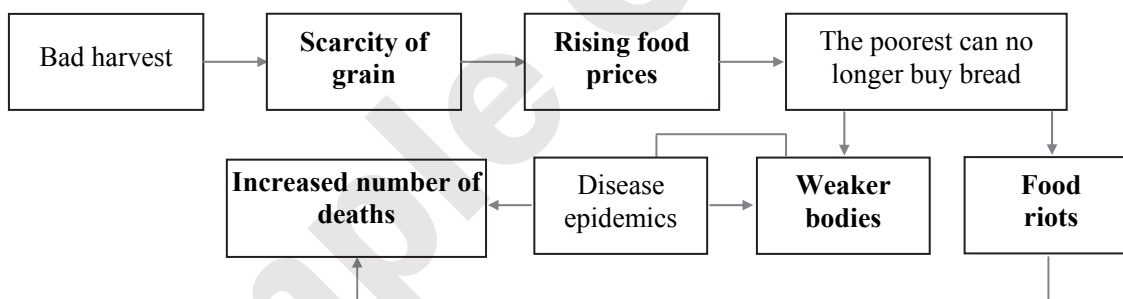 Bad harvest
Scarcity of
grain
Rising food
prices
The poorest can no
longer buy bread
Increased number of
deaths
Disease
epidemics
Weaker
bodies
Food
riots